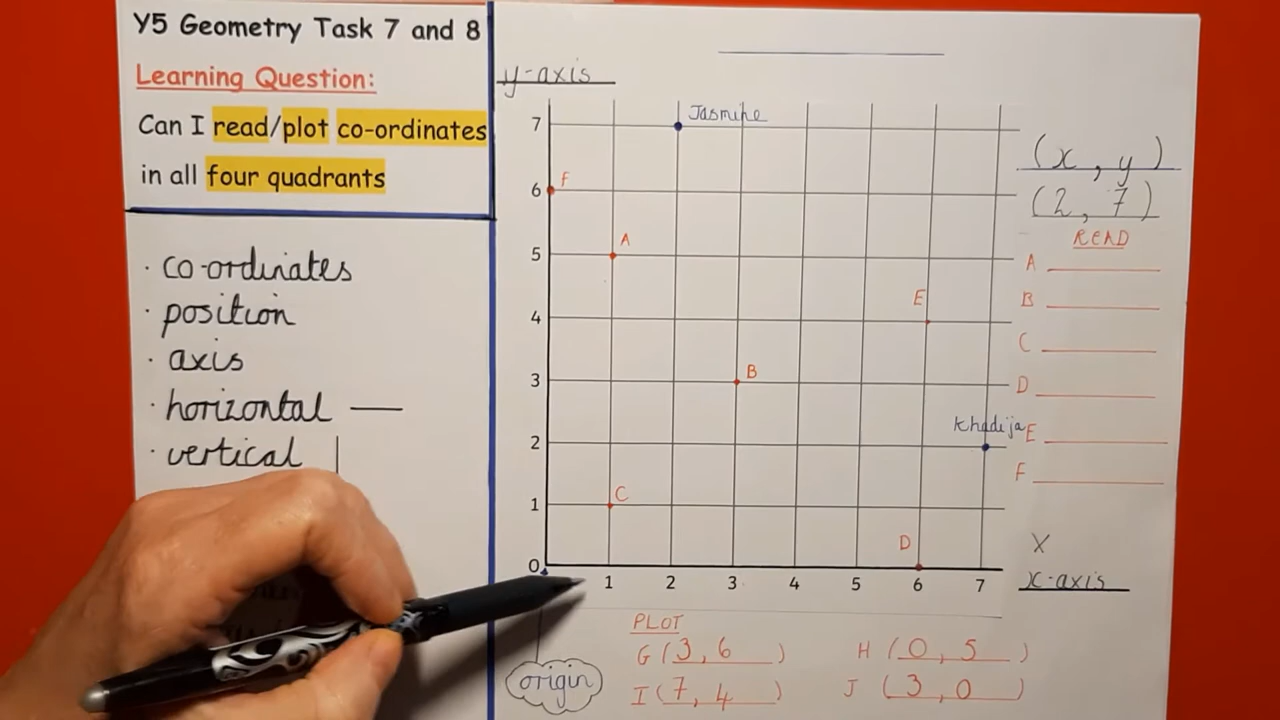 Y5 Geometry Task 7 and 8
Learning Question:
Can I read/plot co-ordinates
in all four quadrants
· co-ordinates
· position
· axis
· horizontal —
· vertical |
y-axis
7
6
5
4
3
2
1
0
1 2 3 4 5 6 7
Jasmine
F
A
E
B
Khadija
C
D
(x, y)
(2, 7)
READ
A
B
C
D
E
F
X
x-axis
origin
PLOT
G (3, 6) H (0, 5)
I (7, 4) J (3, 0)